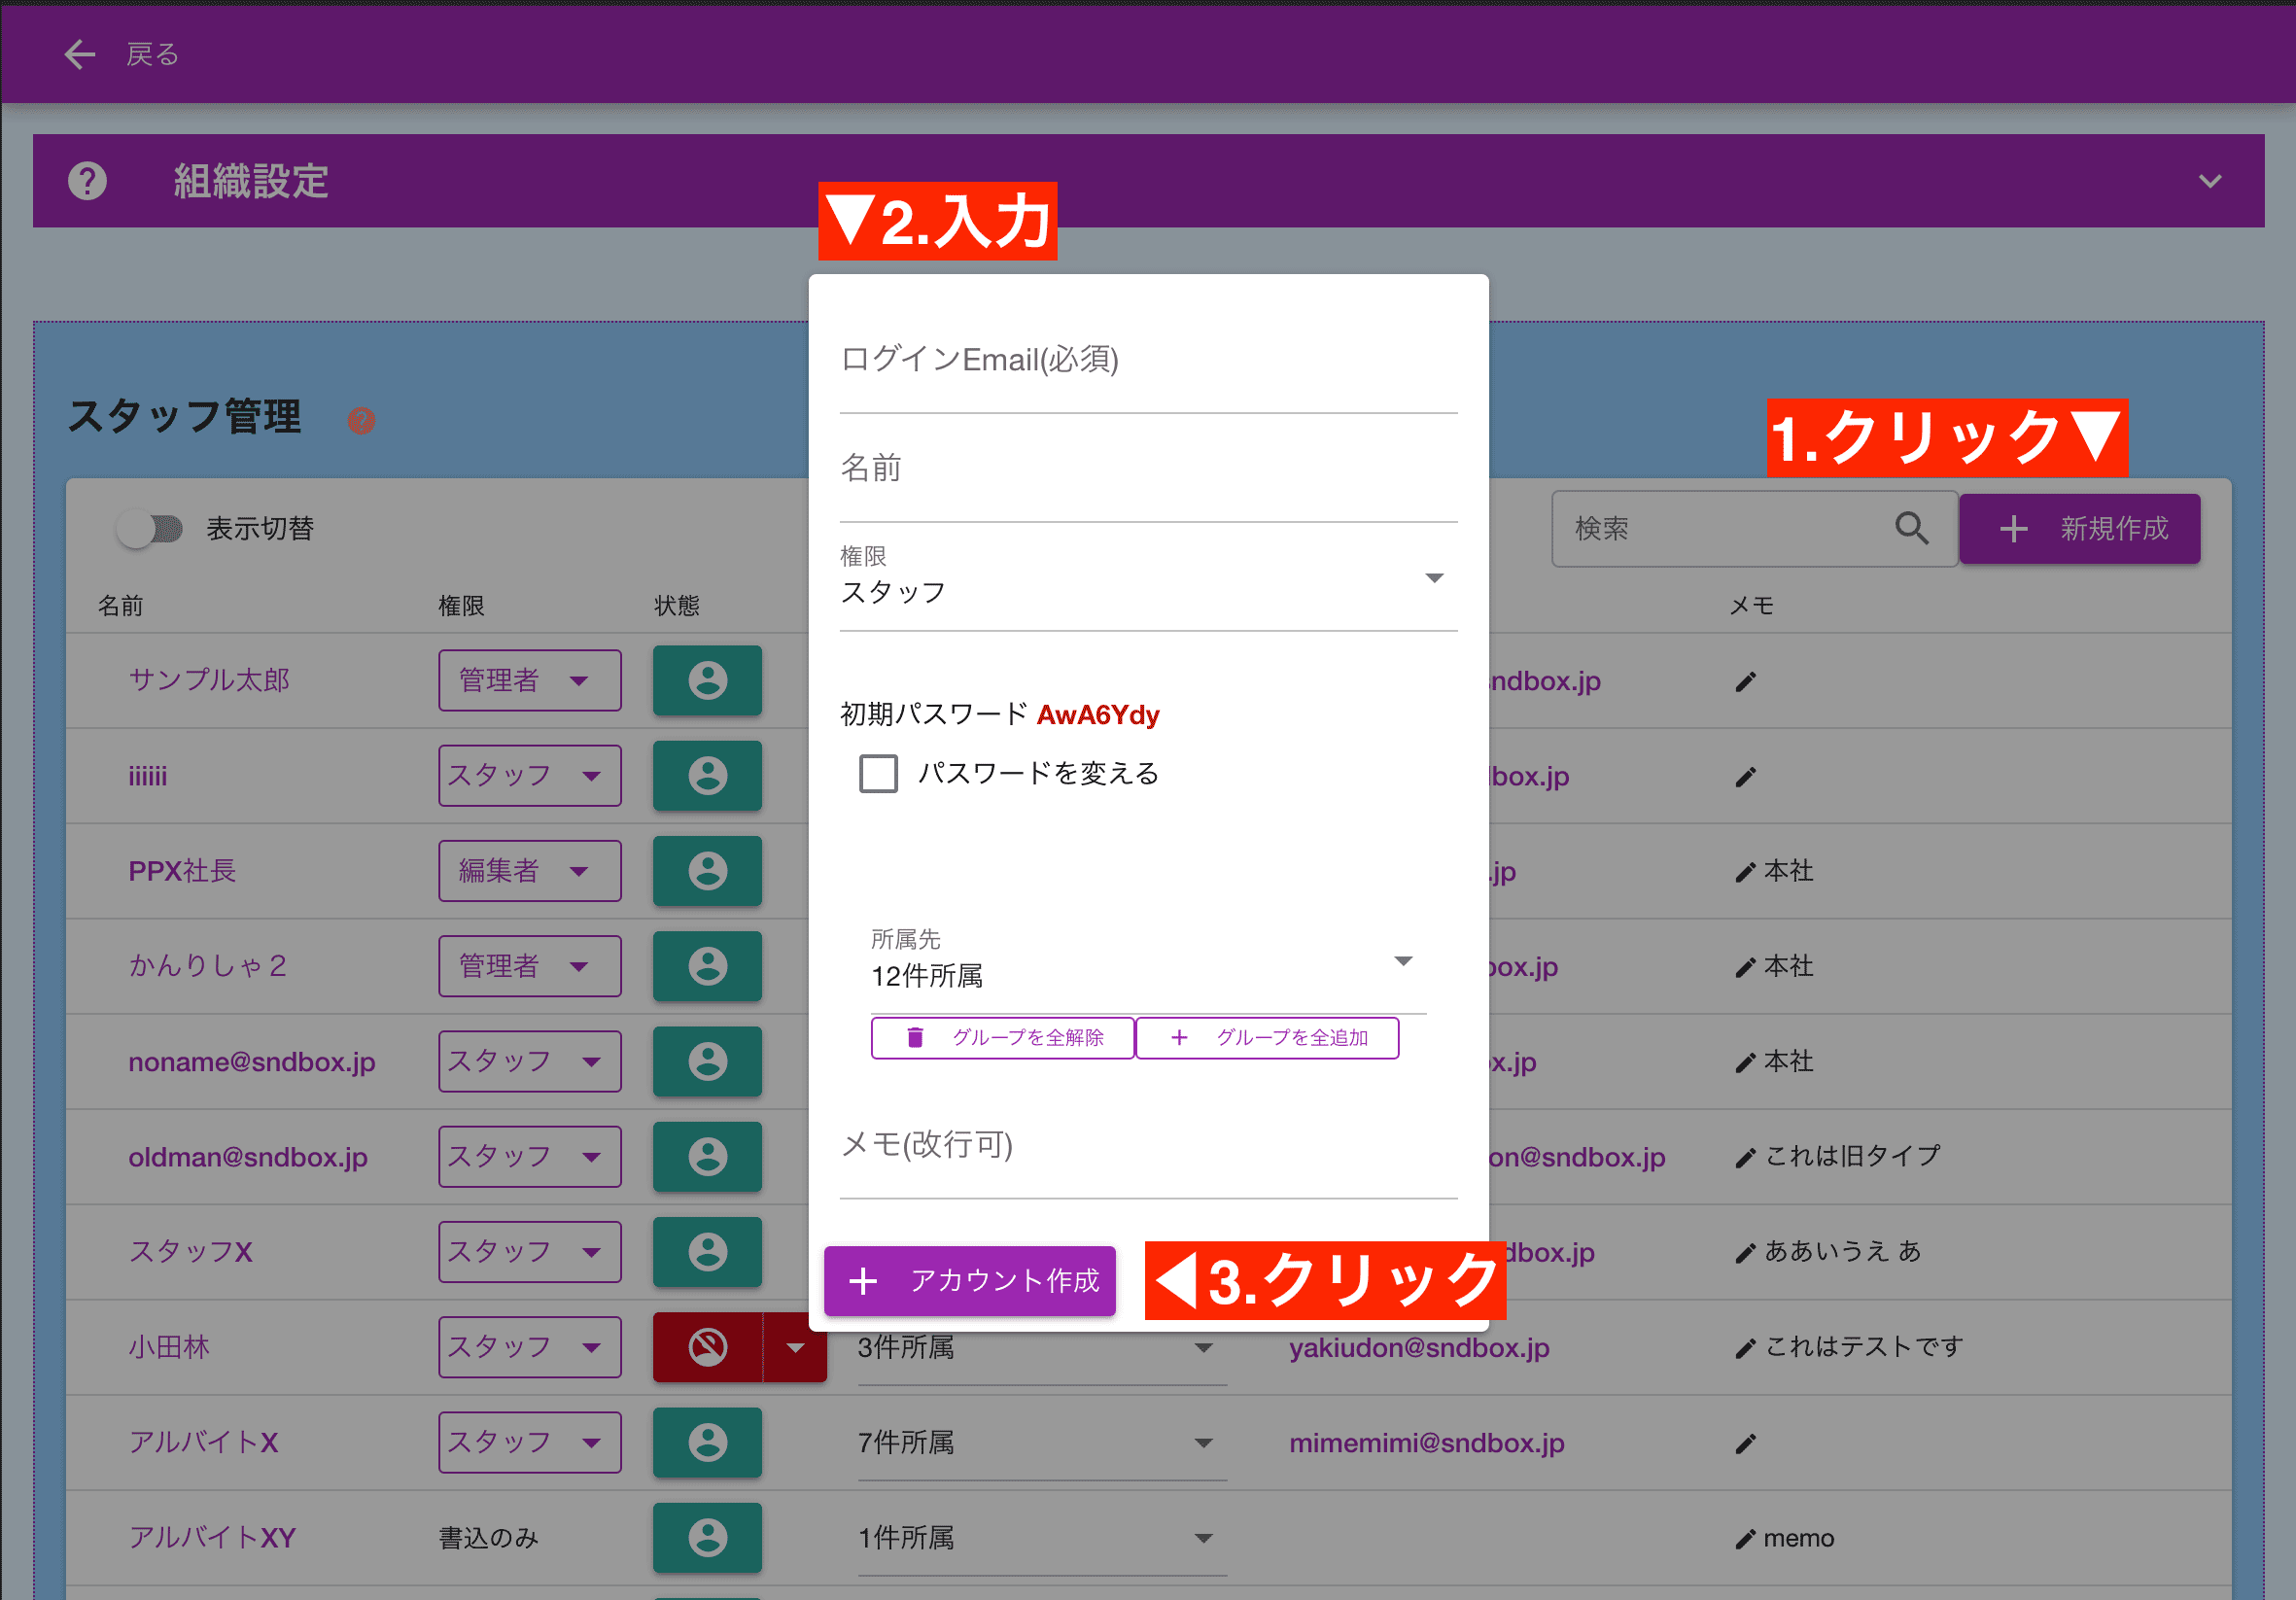 戻る
組織設定
▼2.入力
スタッフ管理
1.クリック▼
表示切替
検索
新規作成
名前 権限 状態 メモ
サンプル太郎 管理者 sndbox.jp
iiiiii スタッフ box.jp
PPX社長 編集者 .jp 本社
かんりしゃ２ 管理者 box.jp 本社
noname@sndbox.jp スタッフ x.jp 本社
oldman@sndbox.jp スタッフ on@sndbox.jp これは旧タイプ
スタッフX スタッフ dbox.jp ああいうえ あ
小田林 スタッフ 3件所属 yakiudon@sndbox.jp これはテストです
アルバイトX スタッフ 7件所属 mimemimi@sndbox.jp
アルバイトXY 書込のみ 1件所属 memo
ログインEmail(必須)
名前
権限
スタッフ
初期パスワード AwA6Ydy
パスワードを変える
所属先
12件所属
グループを全解除
グループを全追加
メモ(改行可)
アカウント作成
◀3.クリック